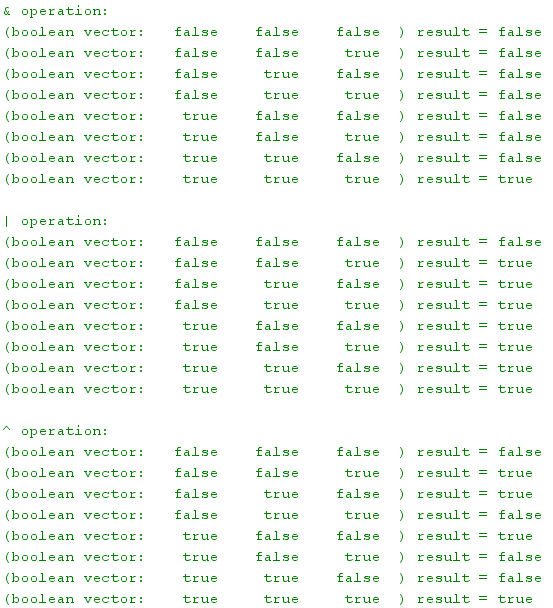 & operation:
(boolean vector:   false    false    false  ) result = false
(boolean vector:   false    false     true  ) result = false
(boolean vector:   false     true    false  ) result = false
(boolean vector:   false     true     true  ) result = false
(boolean vector:    true    false    false  ) result = false
(boolean vector:    true    false     true  ) result = false
(boolean vector:    true     true    false  ) result = false
(boolean vector:    true     true     true  ) result = true

| operation:
(boolean vector:   false    false    false  ) result = false
(boolean vector:   false    false     true  ) result = true
(boolean vector:   false     true    false  ) result = true
(boolean vector:   false     true     true  ) result = true
(boolean vector:    true    false    false  ) result = true
(boolean vector:    true    false     true  ) result = true
(boolean vector:    true     true    false  ) result = true
(boolean vector:    true     true     true  ) result = true

^ operation:
(boolean vector:   false    false    false  ) result = false
(boolean vector:   false    false     true  ) result = true
(boolean vector:   false     true    false  ) result = true
(boolean vector:   false     true     true  ) result = false
(boolean vector:    true    false    false  ) result = true
(boolean vector:    true    false     true  ) result = false
(boolean vector:    true     true    false  ) result = false
(boolean vector:    true     true     true  ) result = true